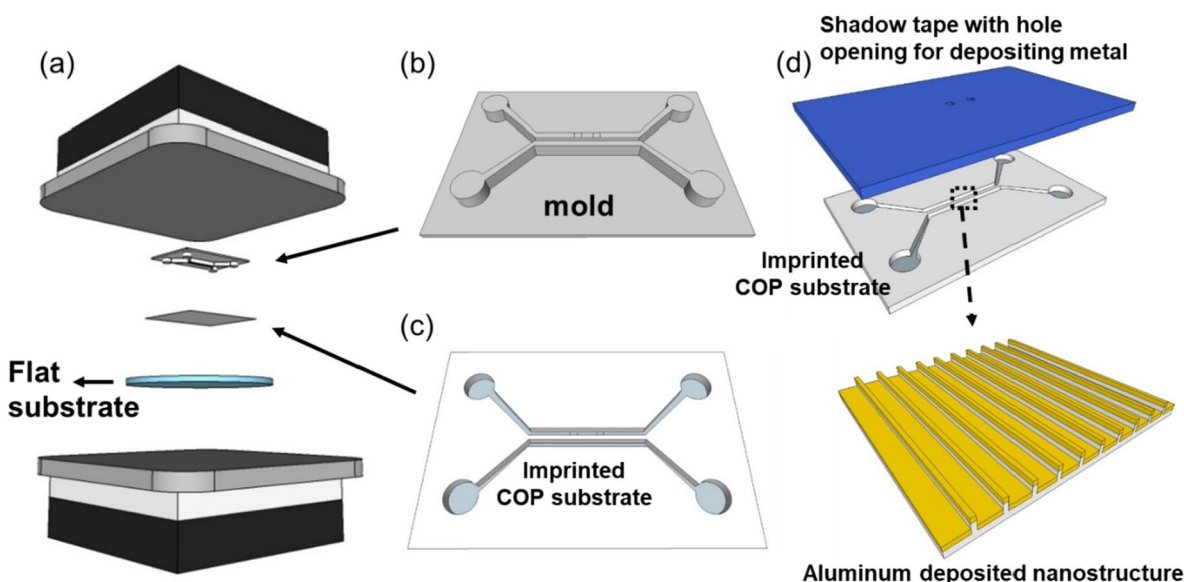 (a)
Flat
substrate
(b)
mold
(c)
Imprinted
COP substrate
Shadow tape with hole
opening for depositing metal
(d)
Imprinted
COP substrate
Aluminum deposited nanostructure